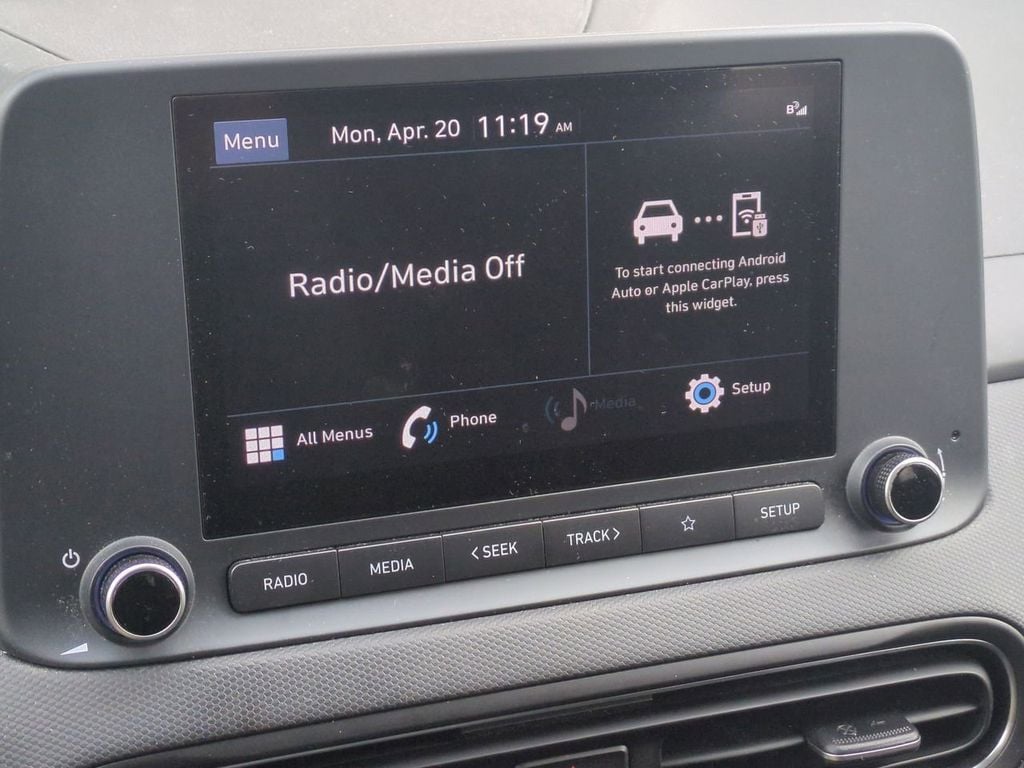 Menu
Mon, Apr. 20 11:19 AM
B
Radio/Media Off
To start connecting Android
Auto or Apple CarPlay, press
this widget.
All Menus
Phone
Media
Setup
RADIO
MEDIA
< SEEK
TRACK >
☆
SETUP